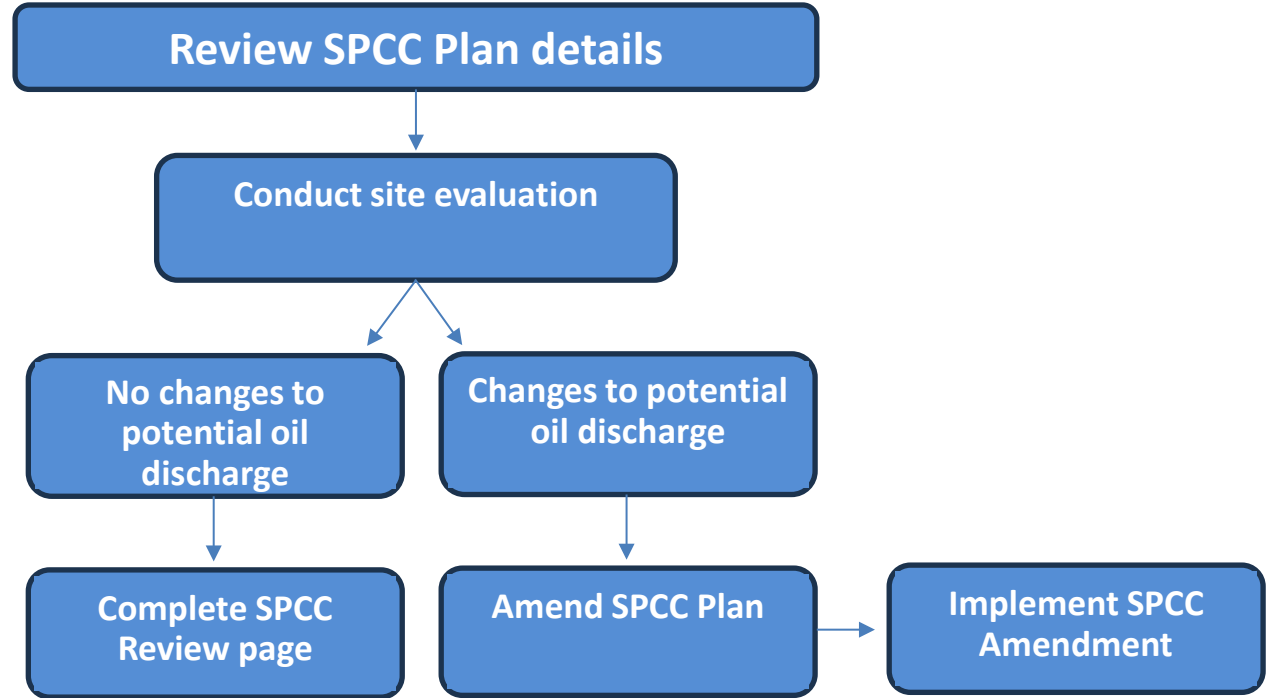 Review SPCC Plan details
Conduct site evaluation
No changes to
potential oil
discharge
Changes to potential
oil discharge
Complete SPCC
Review page
Amend SPCC Plan
Implement SPCC
Amendment